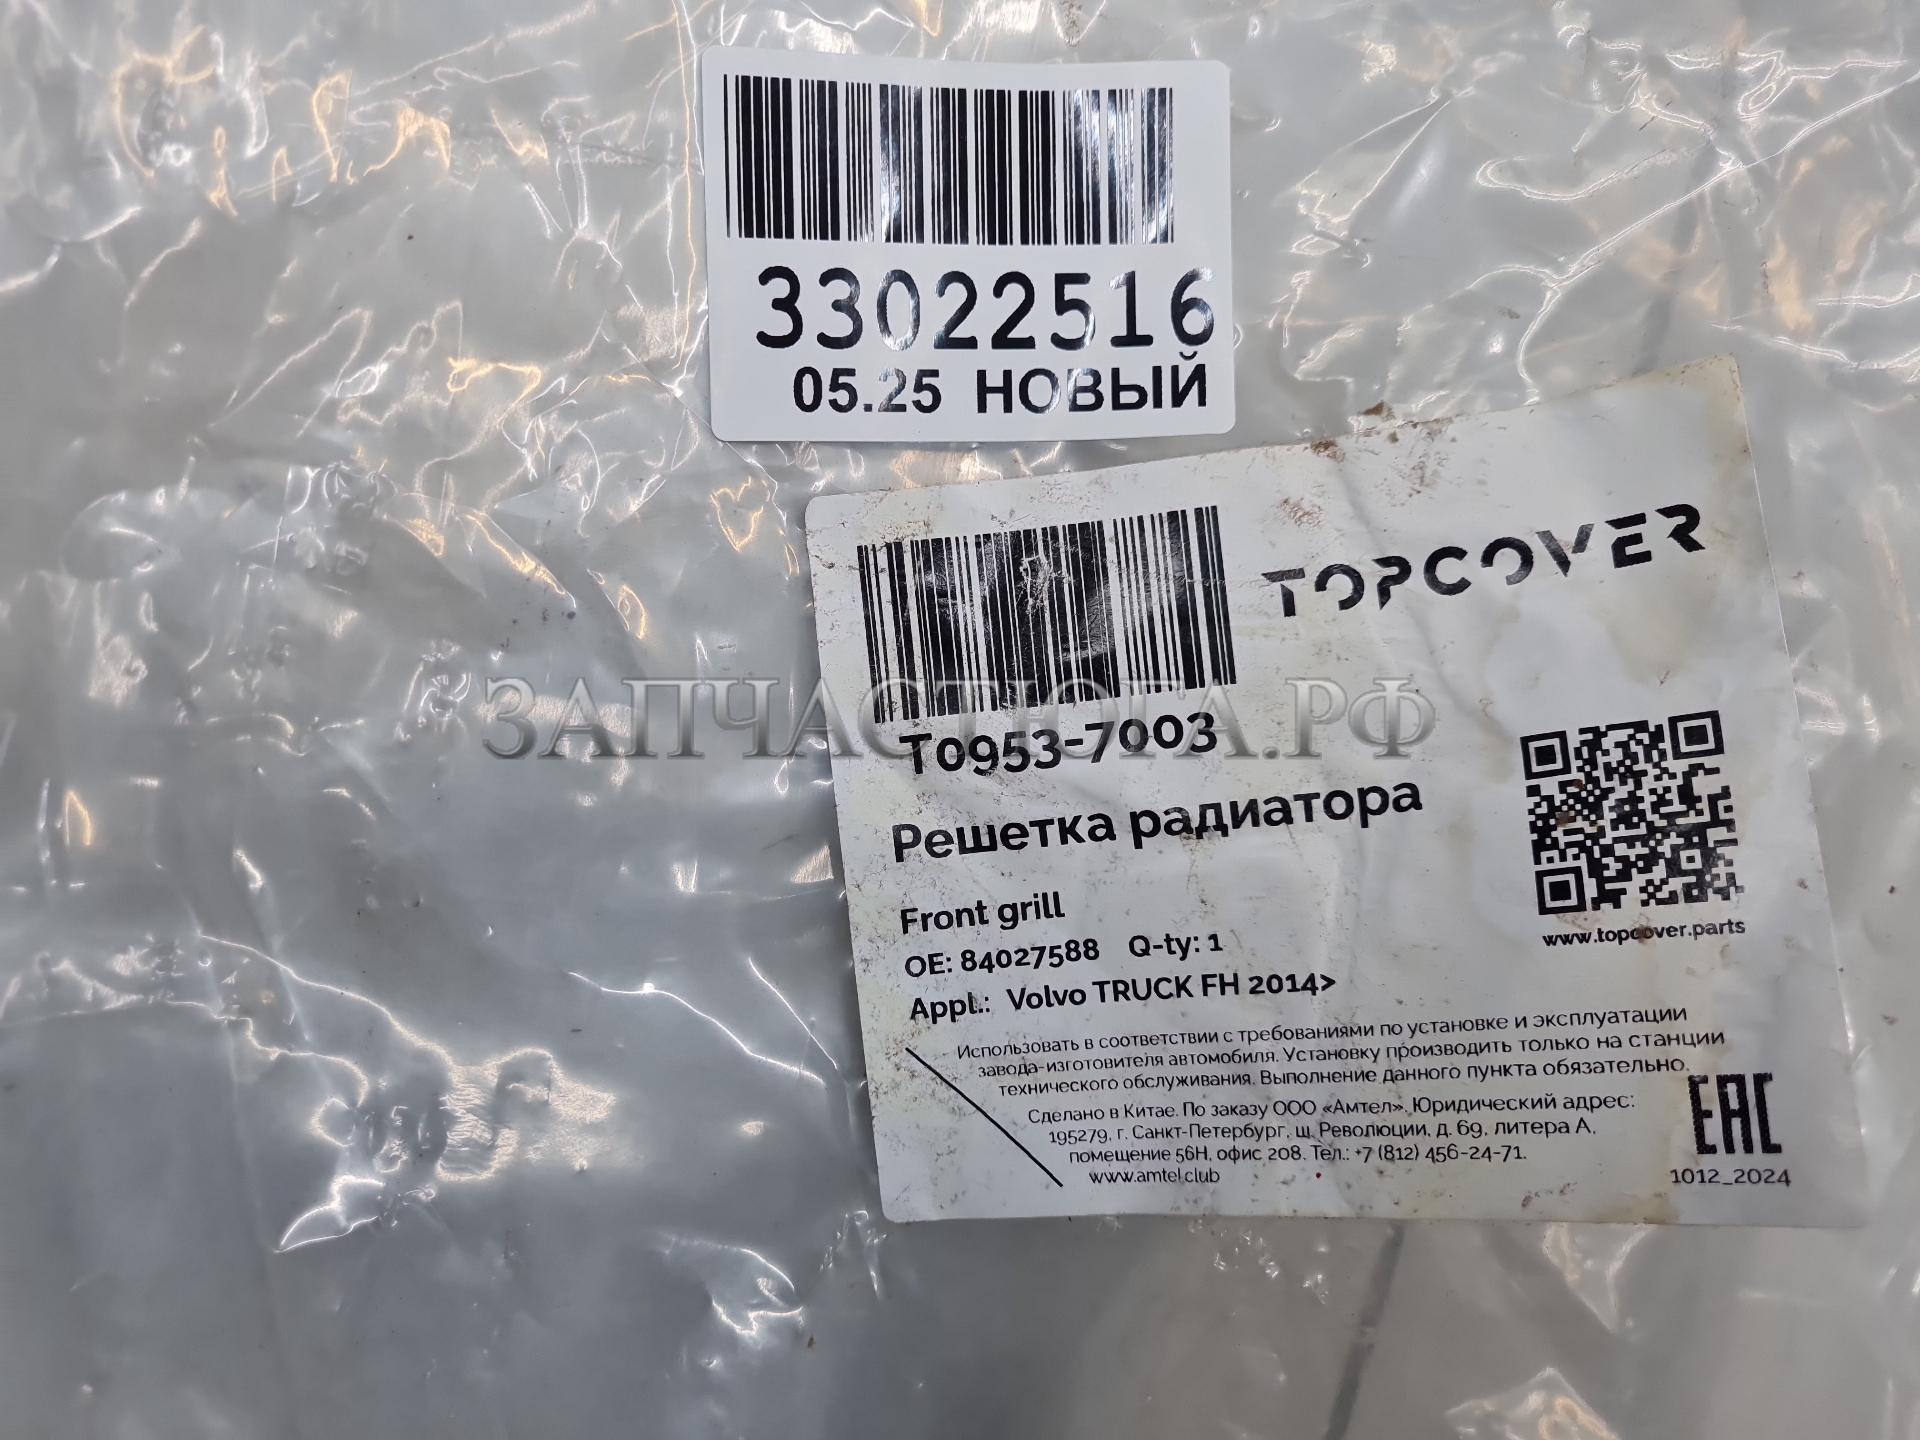 33022516
05.25 НОВЫЙ
TOPCOVER
T0953-7003
Решетка радиатора
Front grill
OE: 84027588 Q-ty: 1
Appl.: Volvo TRUCK FH 2014>
www.topcover.parts
Использовать в соответствии с требованиями по установке и эксплуатации
завода-изготовителя автомобиля. Установку производить только на станции
технического обслуживания. Выполнение данного пункта обязательно.
Сделано в Китае. По заказу ООО «Амтел». Юридический адрес:
195279, г. Санкт-Петербург, ш. Революции, д. 69, литера А,
помещение 56Н, офис 208. Тел.: +7 (812) 456-24-71.
www.amtel.club
EAC
1012_2024
ЗАПЧАСТЮГА.РФ